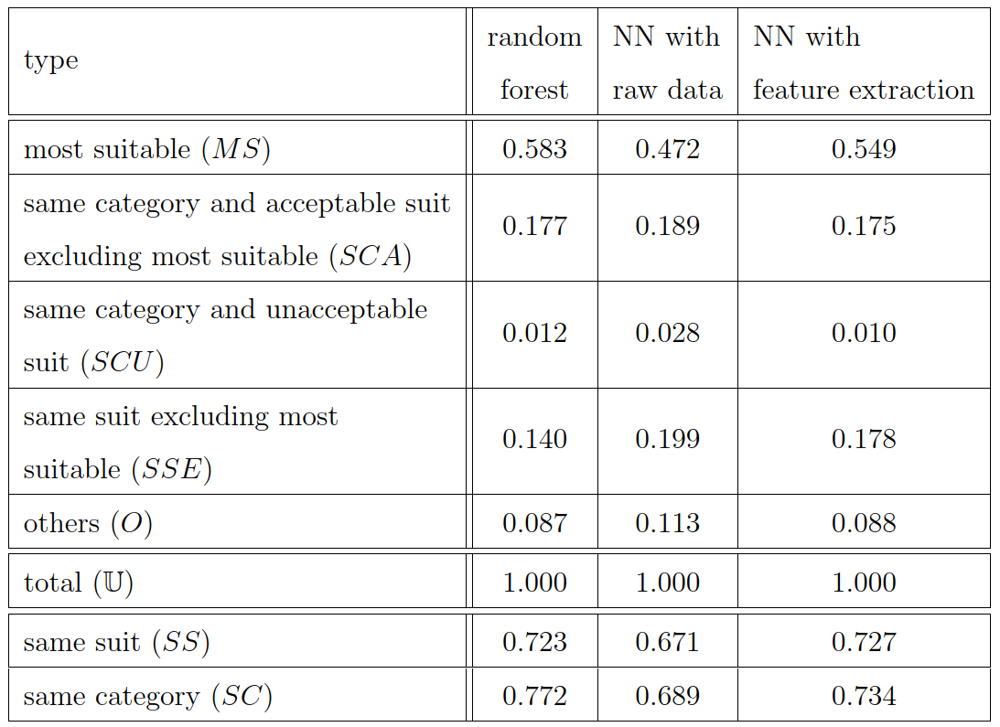 type random forest NN with raw data NN with feature extraction
most suitable (MS) 0.583 0.472 0.549
same category and acceptable suit
excluding most suitable (SCA) 0.177 0.189 0.175
same category and unacceptable
suit (SCU) 0.012 0.028 0.010
same suit excluding most
suitable (SSE) 0.140 0.199 0.178
others (O) 0.087 0.113 0.088
total (𝕌) 1.000 1.000 1.000
same suit (SS) 0.723 0.671 0.727
same category (SC) 0.772 0.689 0.734